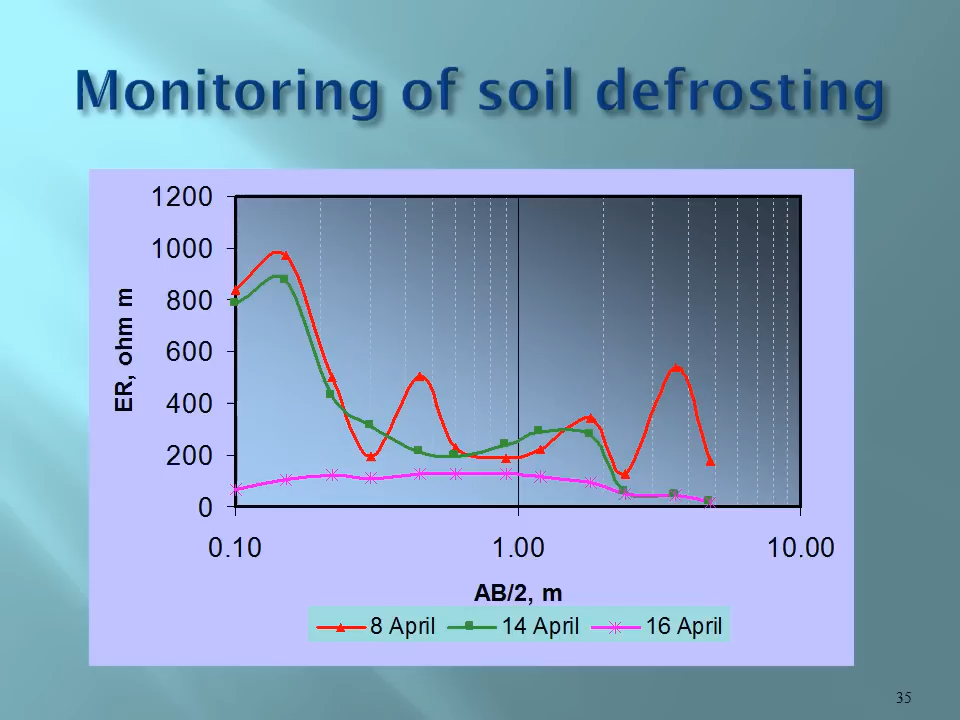 Monitoring of soil defrosting
1200
1000
800
600
400
200
0
ER, ohm m
0.10 1.00 10.00
AB/2, m
8 April 14 April 16 April
35